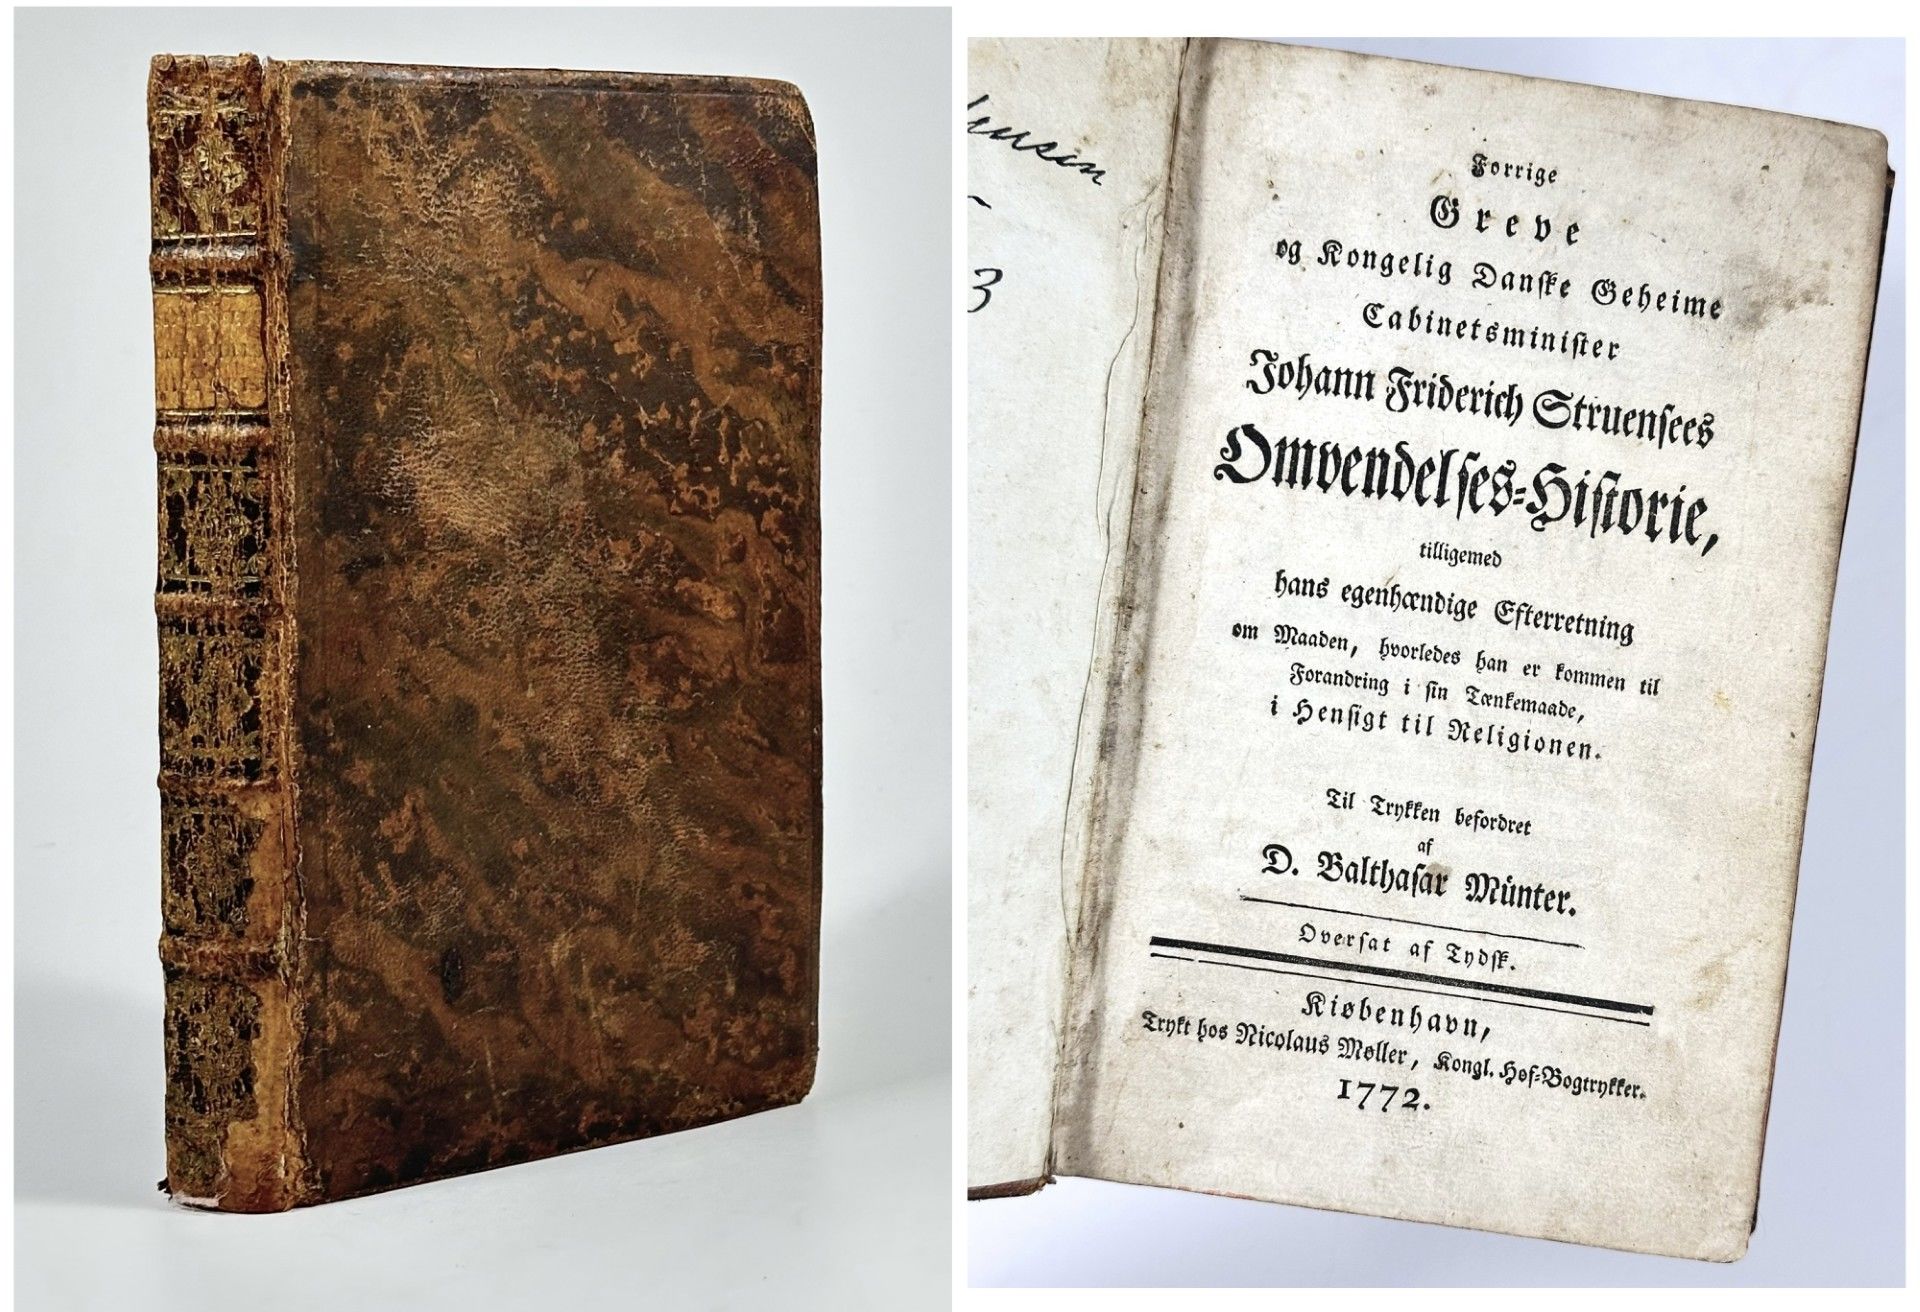 3
Forrige
Greve
og Kongelig Danſke Geheime
Cabinetsminiſter
Johann Friderich Struenſees
Omvendelſes=Hiſtorie,
tilligemed
hans egenhændige Efterretning
om Maaden, hvorledes han er kommen til
Forandring i ſin Tænkemaade,
i Henſigt til Religionen.
Til Trykken befordret
af
D. Balthaſar Münter.
Overſat af Tydſk.
Kiøbenhavn,
Trykt hos Nicolaus Møller, Kongl. Hof=Bogtrykker.
1772.